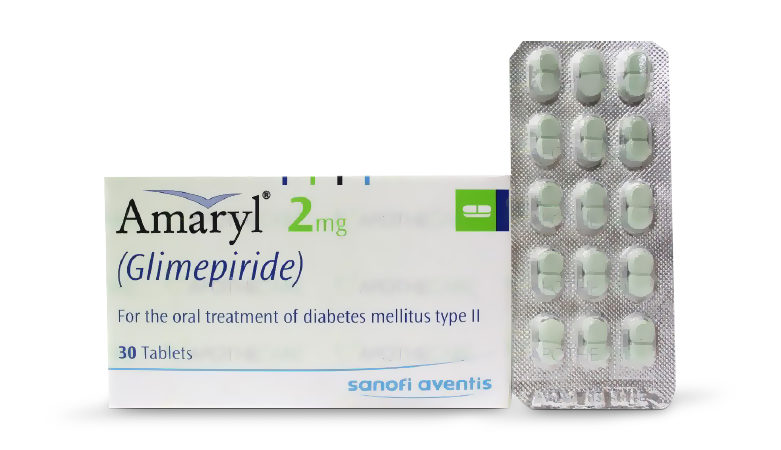 Amaryl® 2mg
(Glimepiride)
For the oral treatment of diabetes mellitus type II
30 Tablets
sanofi aventis